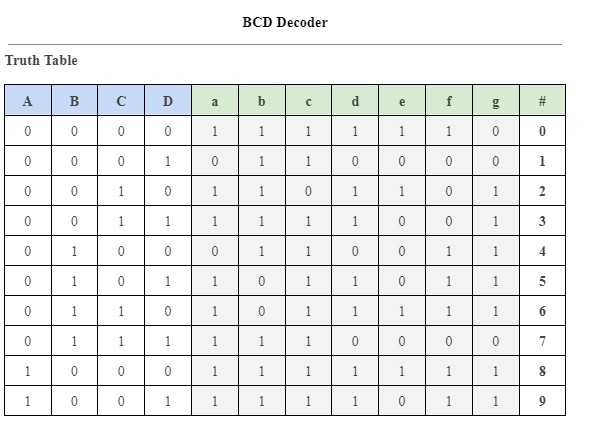 BCD Decoder
Truth Table
A B C D a b c d e f g #
0 0 0 0 1 1 1 1 1 1 0 0
0 0 0 1 0 1 1 0 0 0 0 1
0 0 1 0 1 1 0 1 1 0 1 2
0 0 1 1 1 1 1 1 0 0 1 3
0 1 0 0 0 1 1 0 0 1 1 4
0 1 0 1 1 0 1 1 0 1 1 5
0 1 1 0 1 0 1 1 1 1 1 6
0 1 1 1 1 1 1 0 0 0 0 7
1 0 0 0 1 1 1 1 1 1 1 8
1 0 0 1 1 1 1 1 0 1 1 9